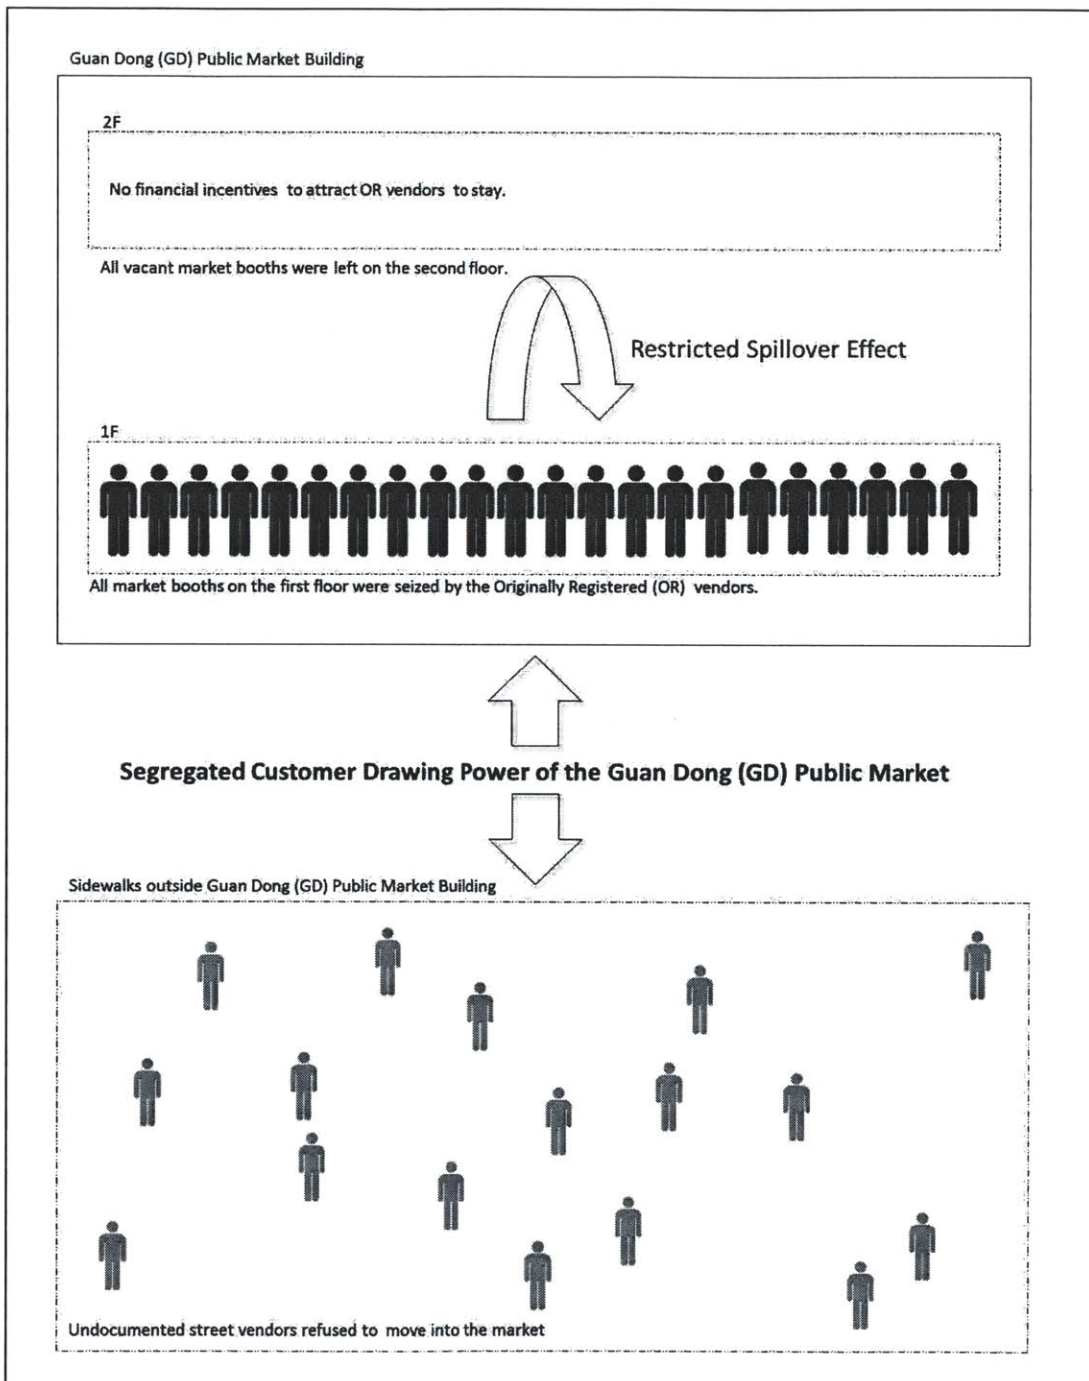 Guan Dong (GD) Public Market Building
2F
No financial incentives to attract OR vendors to stay.
All vacant market booths were left on the second floor.
Restricted Spillover Effect
1F
All market booths on the first floor were seized by the Originally Registered (OR) vendors.
Segregated Customer Drawing Power of the Guan Dong (GD) Public Market
Sidewalks outside Guan Dong (GD) Public Market Building
Undocumented street vendors refused to move into the market